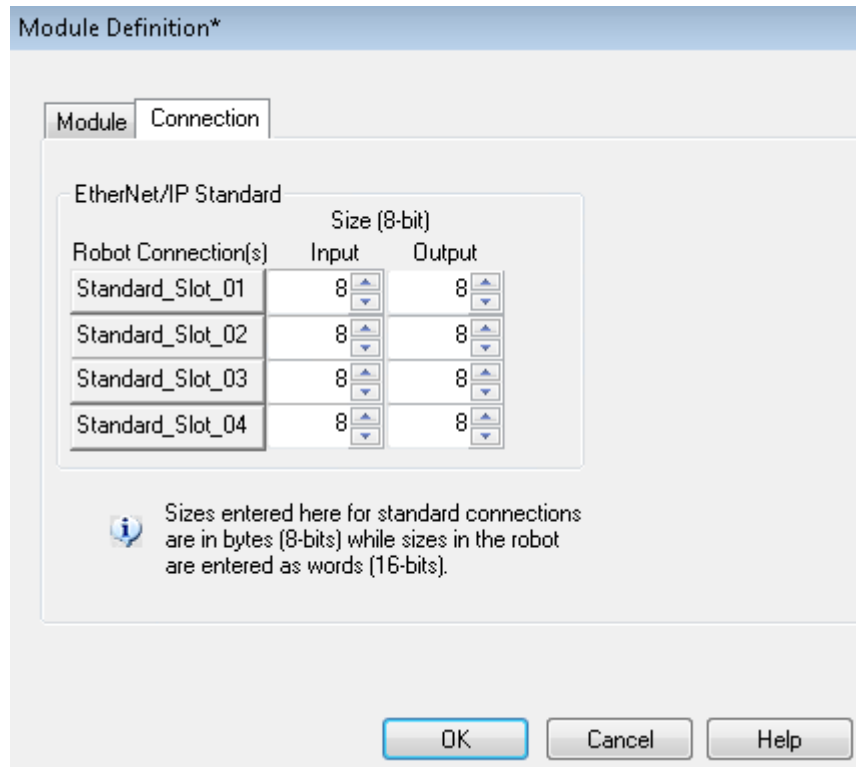 Module Definition*
Module Connection
EtherNet/IP Standard
Size (8-bit)
Robot Connection(s) Input Output
Standard_Slot_01 8 8
Standard_Slot_02 8 8
Standard_Slot_03 8 8
Standard_Slot_04 8 8
Sizes entered here for standard connections
are in bytes (8-bits) while sizes in the robot
are entered as words (16-bits).
OK Cancel Help